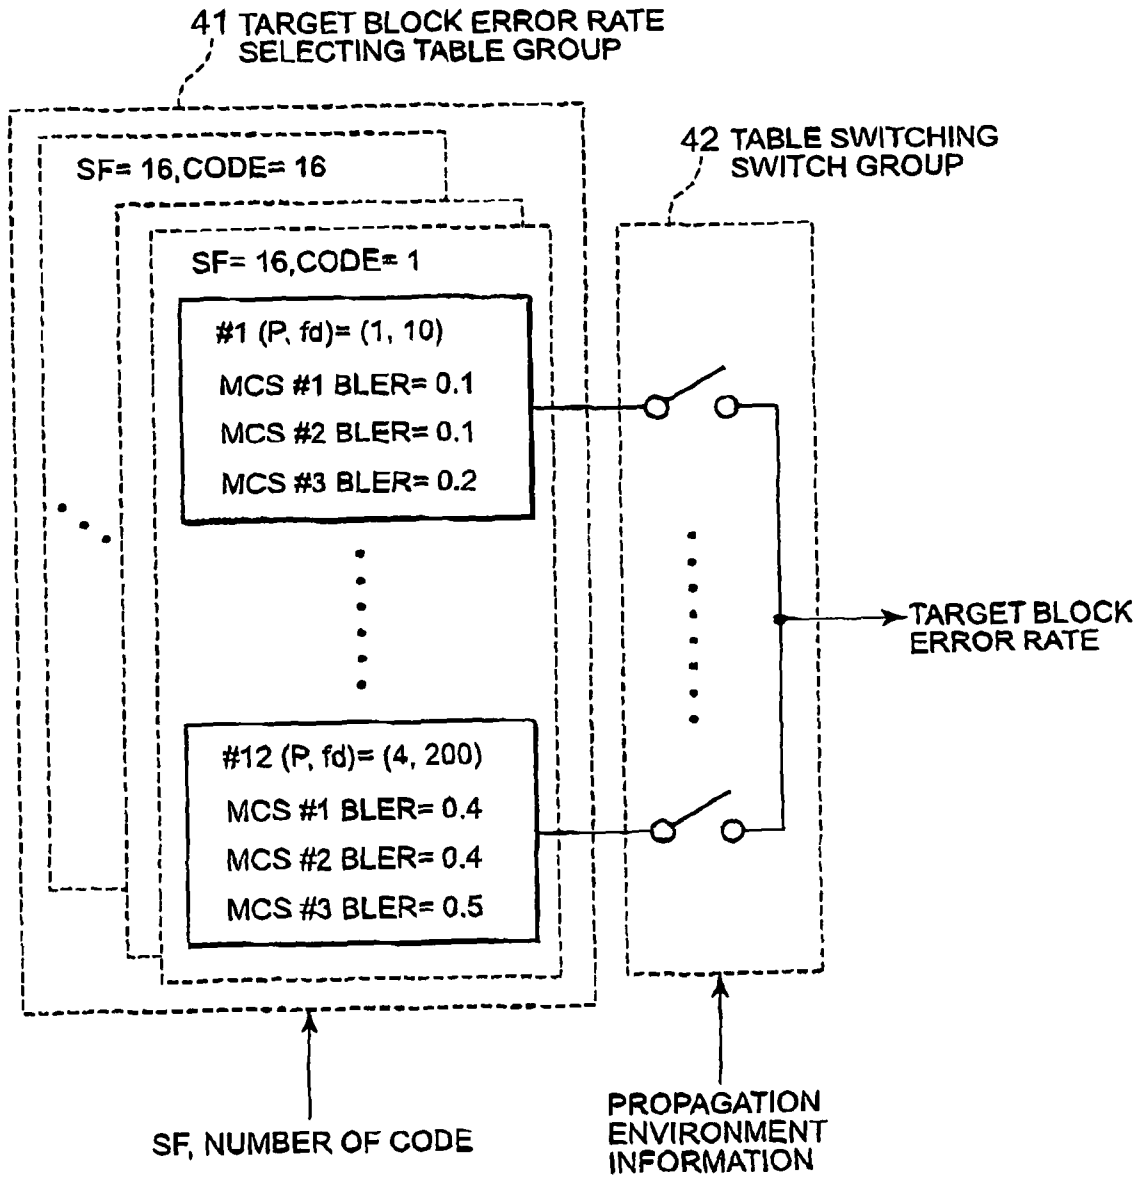 41 TARGET BLOCK ERROR RATE
SELECTING TABLE GROUP
42 TABLE SWITCHING
SWITCH GROUP
SF= 16,CODE= 16
SF= 16,CODE= 1
#1 (P, fd)= (1, 10)
MCS #1 BLER= 0.1
MCS #2 BLER= 0.1
MCS #3 BLER= 0.2
TARGET BLOCK
ERROR RATE
#12 (P, fd)= (4, 200)
MCS #1 BLER= 0.4
MCS #2 BLER= 0.4
MCS #3 BLER= 0.5
SF, NUMBER OF CODE
PROPAGATION
ENVIRONMENT
INFORMATION